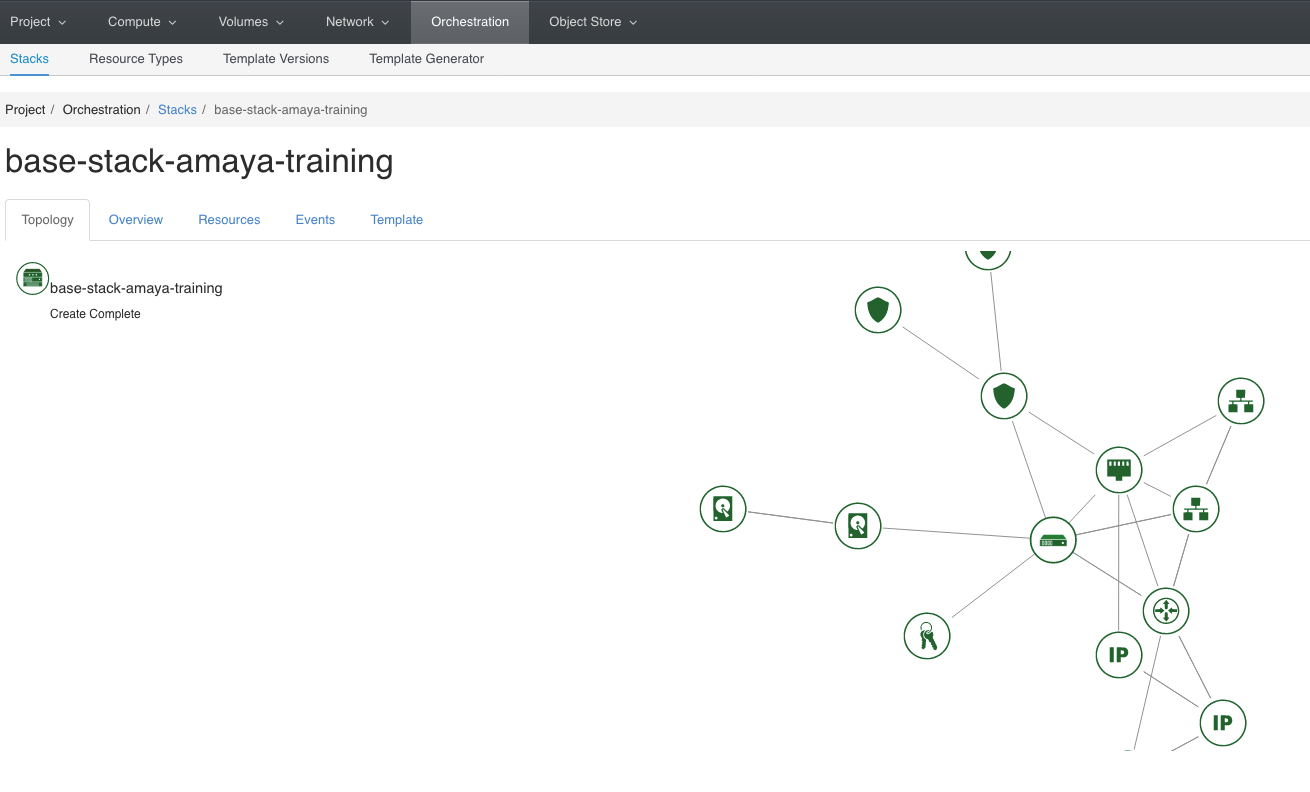 Project Compute Volumes Network Orchestration Object Store
Stacks Resource Types Template Versions Template Generator
Project / Orchestration / Stacks / base-stack-amaya-training
base-stack-amaya-training
Topology Overview Resources Events Template
base-stack-amaya-training
Create Complete
IP
IP